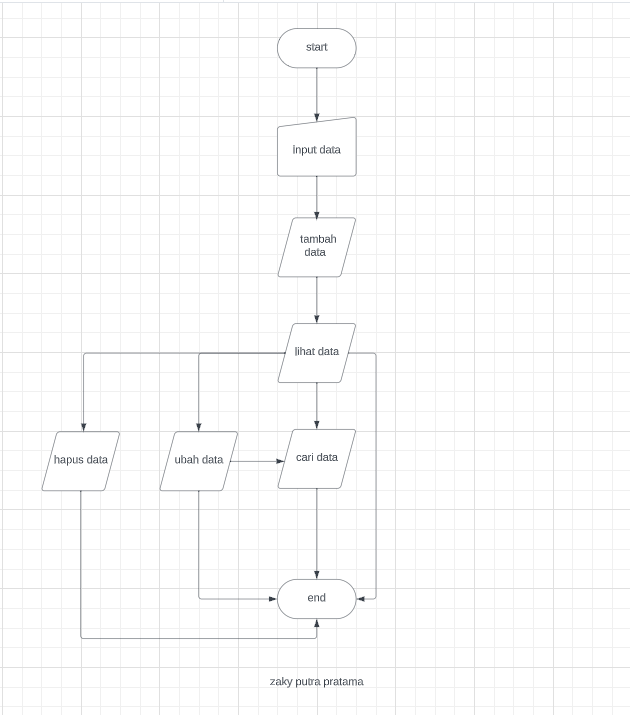 start
input data
tambah
data
lihat data
hapus data
ubah data
cari data
end
zaky putra pratama